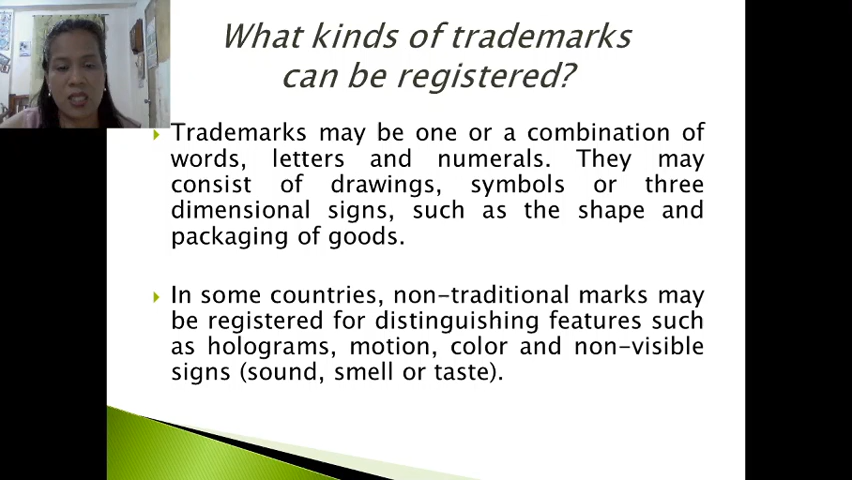 What kinds of trademarks
can be registered?
Trademarks may be one or a combination of
words, letters and numerals. They may
consist of drawings, symbols or three
dimensional signs, such as the shape and
packaging of goods.
In some countries, non-traditional marks may
be registered for distinguishing features such
as holograms, motion, color and non-visible
signs (sound, smell or taste).